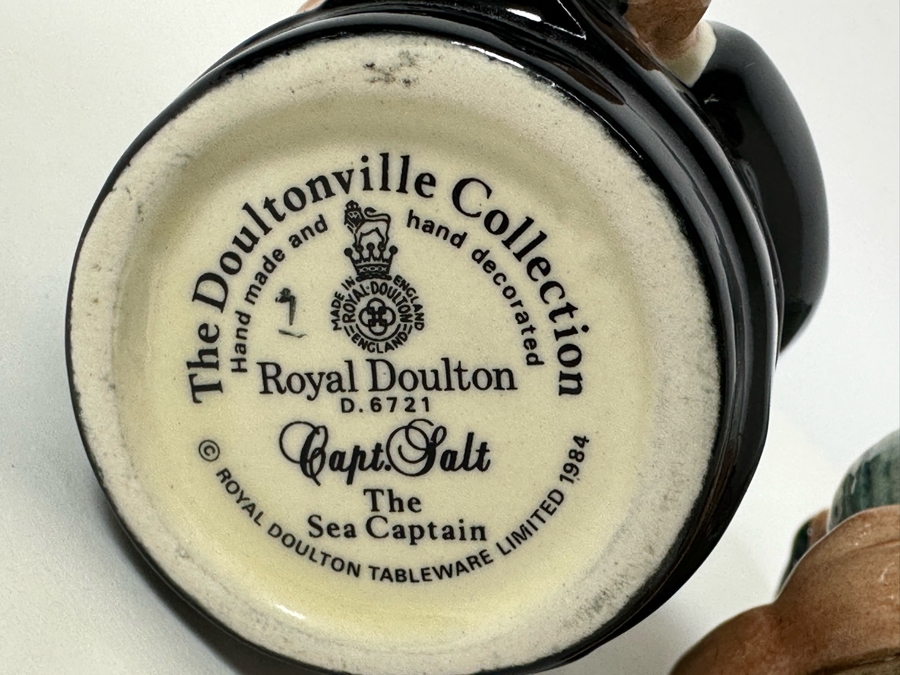 The Doultonville Collection
Hand made and hand decorated
MADE IN ENGLAND
ROYAL·DOULTON
ENGLAND
Royal Doulton
D.6721
Capt. Salt
The
Sea Captain
© ROYAL DOULTON TABLEWARE LIMITED 1984